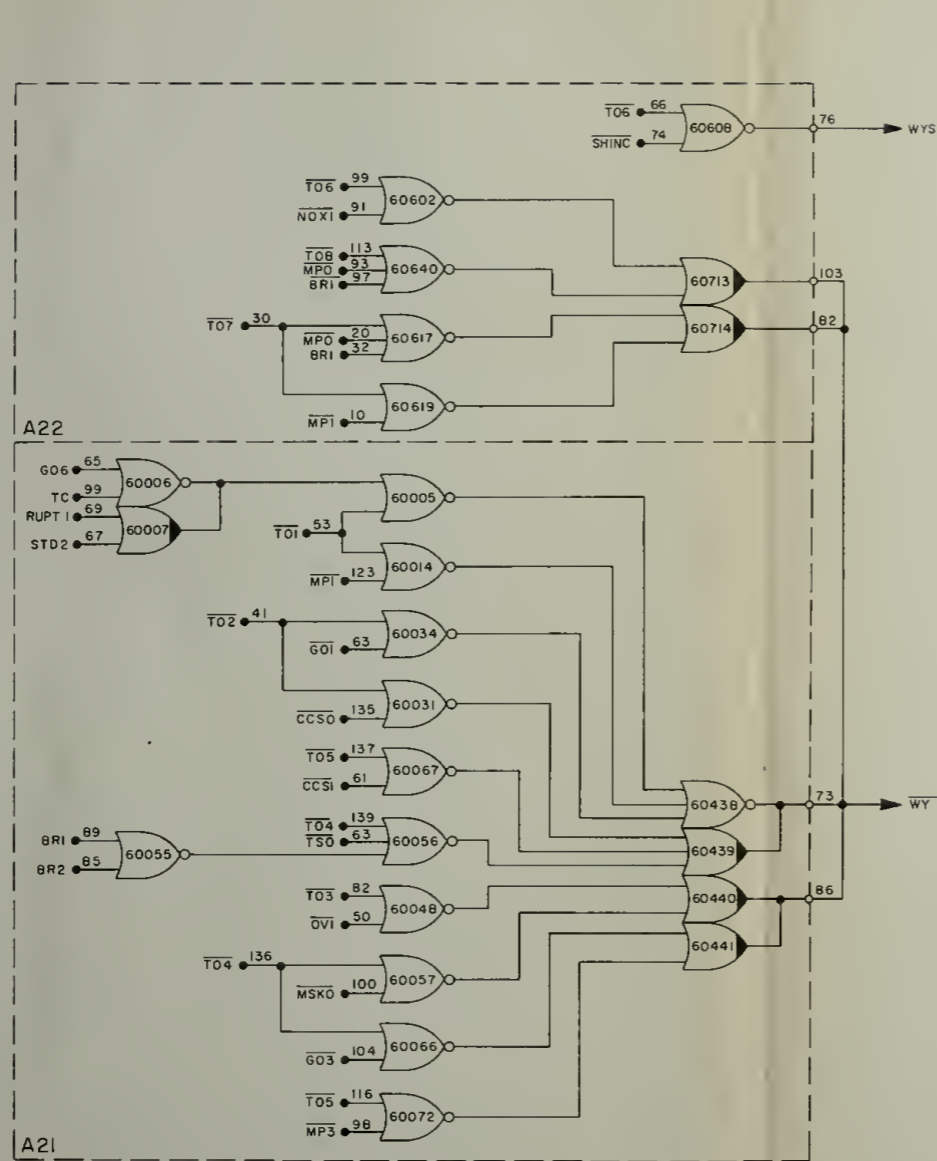 T06 66
60608
76 WYS
SHINC 74
T06 99
60602
NOX1 91
T08 113
MP0 93
60640
BR1 97
60713
103
T07 30
MP0 20
60617
BR1 32
60714
82
60619
MP1 10
A22
G06 65
60006
TC 99
RUPT 1 69
60007
STD2 67
60005
T01 53
60014
MP1 123
T02 41
60034
G01 63
60031
CCS0 135
T05 137
60067
CCS1 61
60438
73 WY
T04 139
TS0 63
60056
60439
BR1 89
60055
BR2 85
T03 82
60048
OV1 50
60440
86
60441
T04 136
60057
MSK0 100
60066
G03 104
T05 116
60072
MP3 98
A21